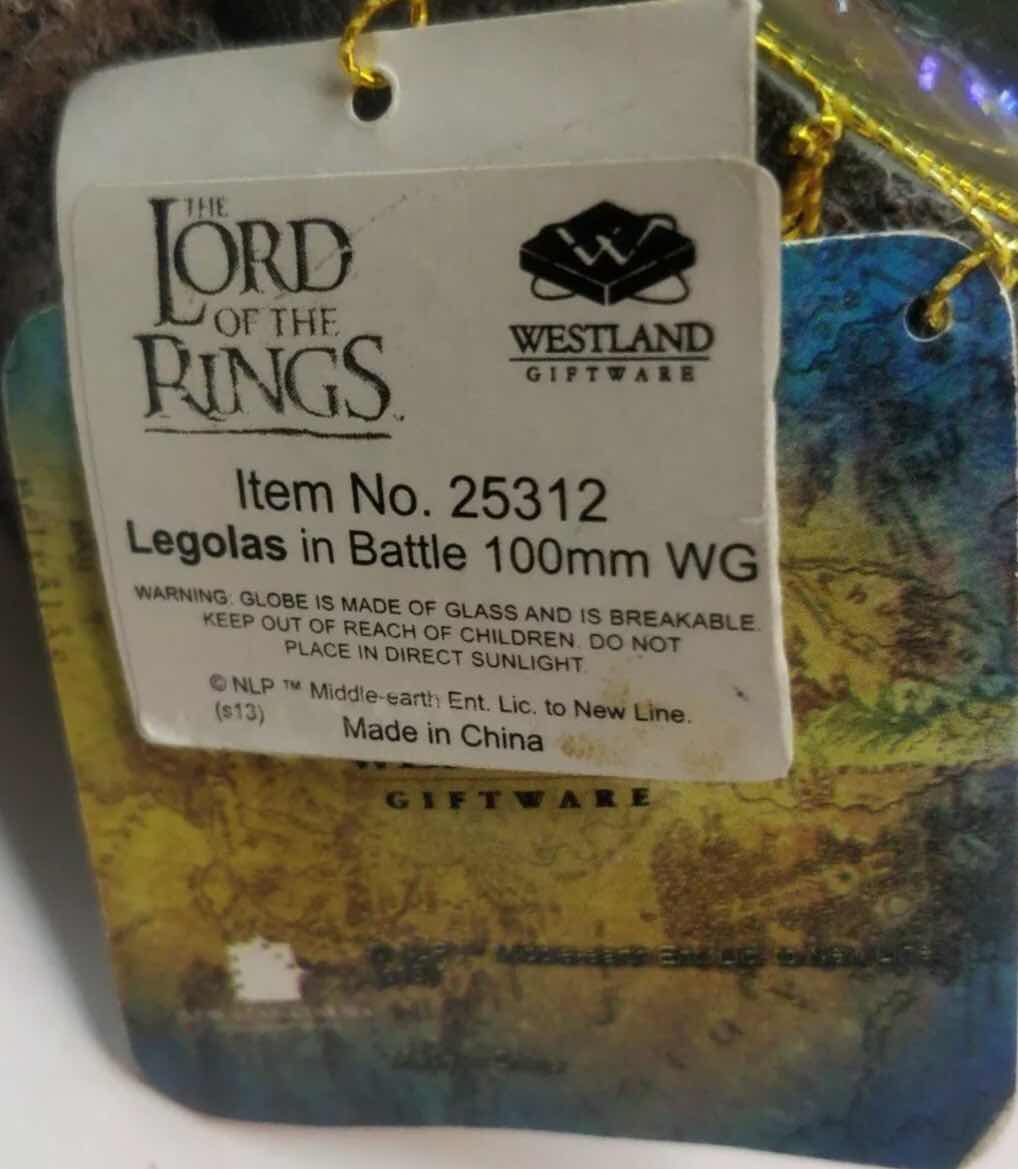 THE
LORD
OF THE
RINGS
W
WESTLAND
GIFTWARE
Item No. 25312
Legolas in Battle 100mm WG
WARNING: GLOBE IS MADE OF GLASS AND IS BREAKABLE.
KEEP OUT OF REACH OF CHILDREN. DO NOT
PLACE IN DIRECT SUNLIGHT.
© NLP ™ Middle-earth Ent. Lic. to New Line.
(s13)
Made in China
GIFTWARE